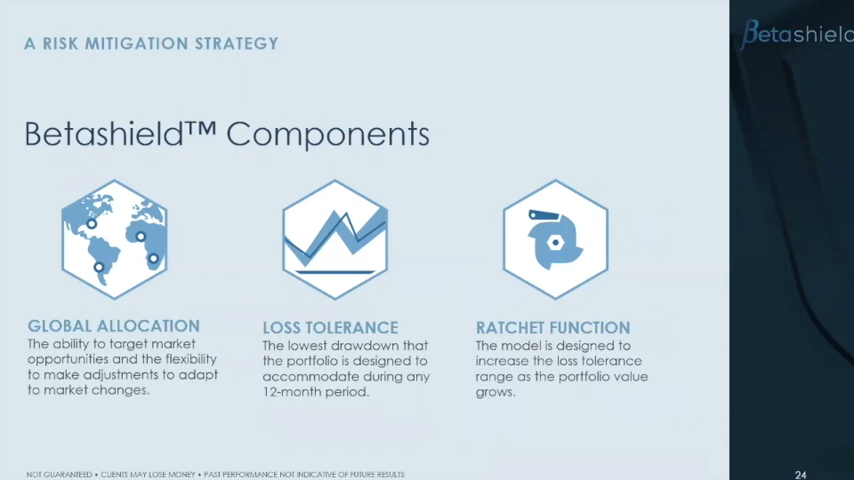 A RISK MITIGATION STRATEGY
βetashield
Betashield™ Components
GLOBAL ALLOCATION
The ability to target market
opportunities and the flexibility
to make adjustments to adapt
to market changes.
LOSS TOLERANCE
The lowest drawdown that
the portfolio is designed to
accommodate during any
12-month period.
RATCHET FUNCTION
The model is designed to
increase the loss tolerance
range as the portfolio value
grows.
NOT GUARANTEED • CLIENTS MAY LOSE MONEY • PAST PERFORMANCE NOT INDICATIVE OF FUTURE RESULTS
24